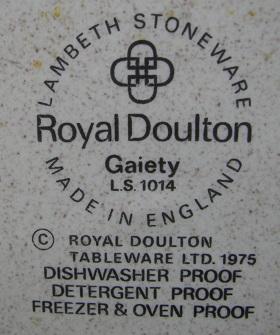 LAMBETH STONEWARE
Royal Doulton
Gaiety
L.S. 1014
MADE IN ENGLAND
© ROYAL DOULTON
TABLEWARE LTD. 1975
DISHWASHER PROOF
DETERGENT PROOF
FREEZER & OVEN PROOF